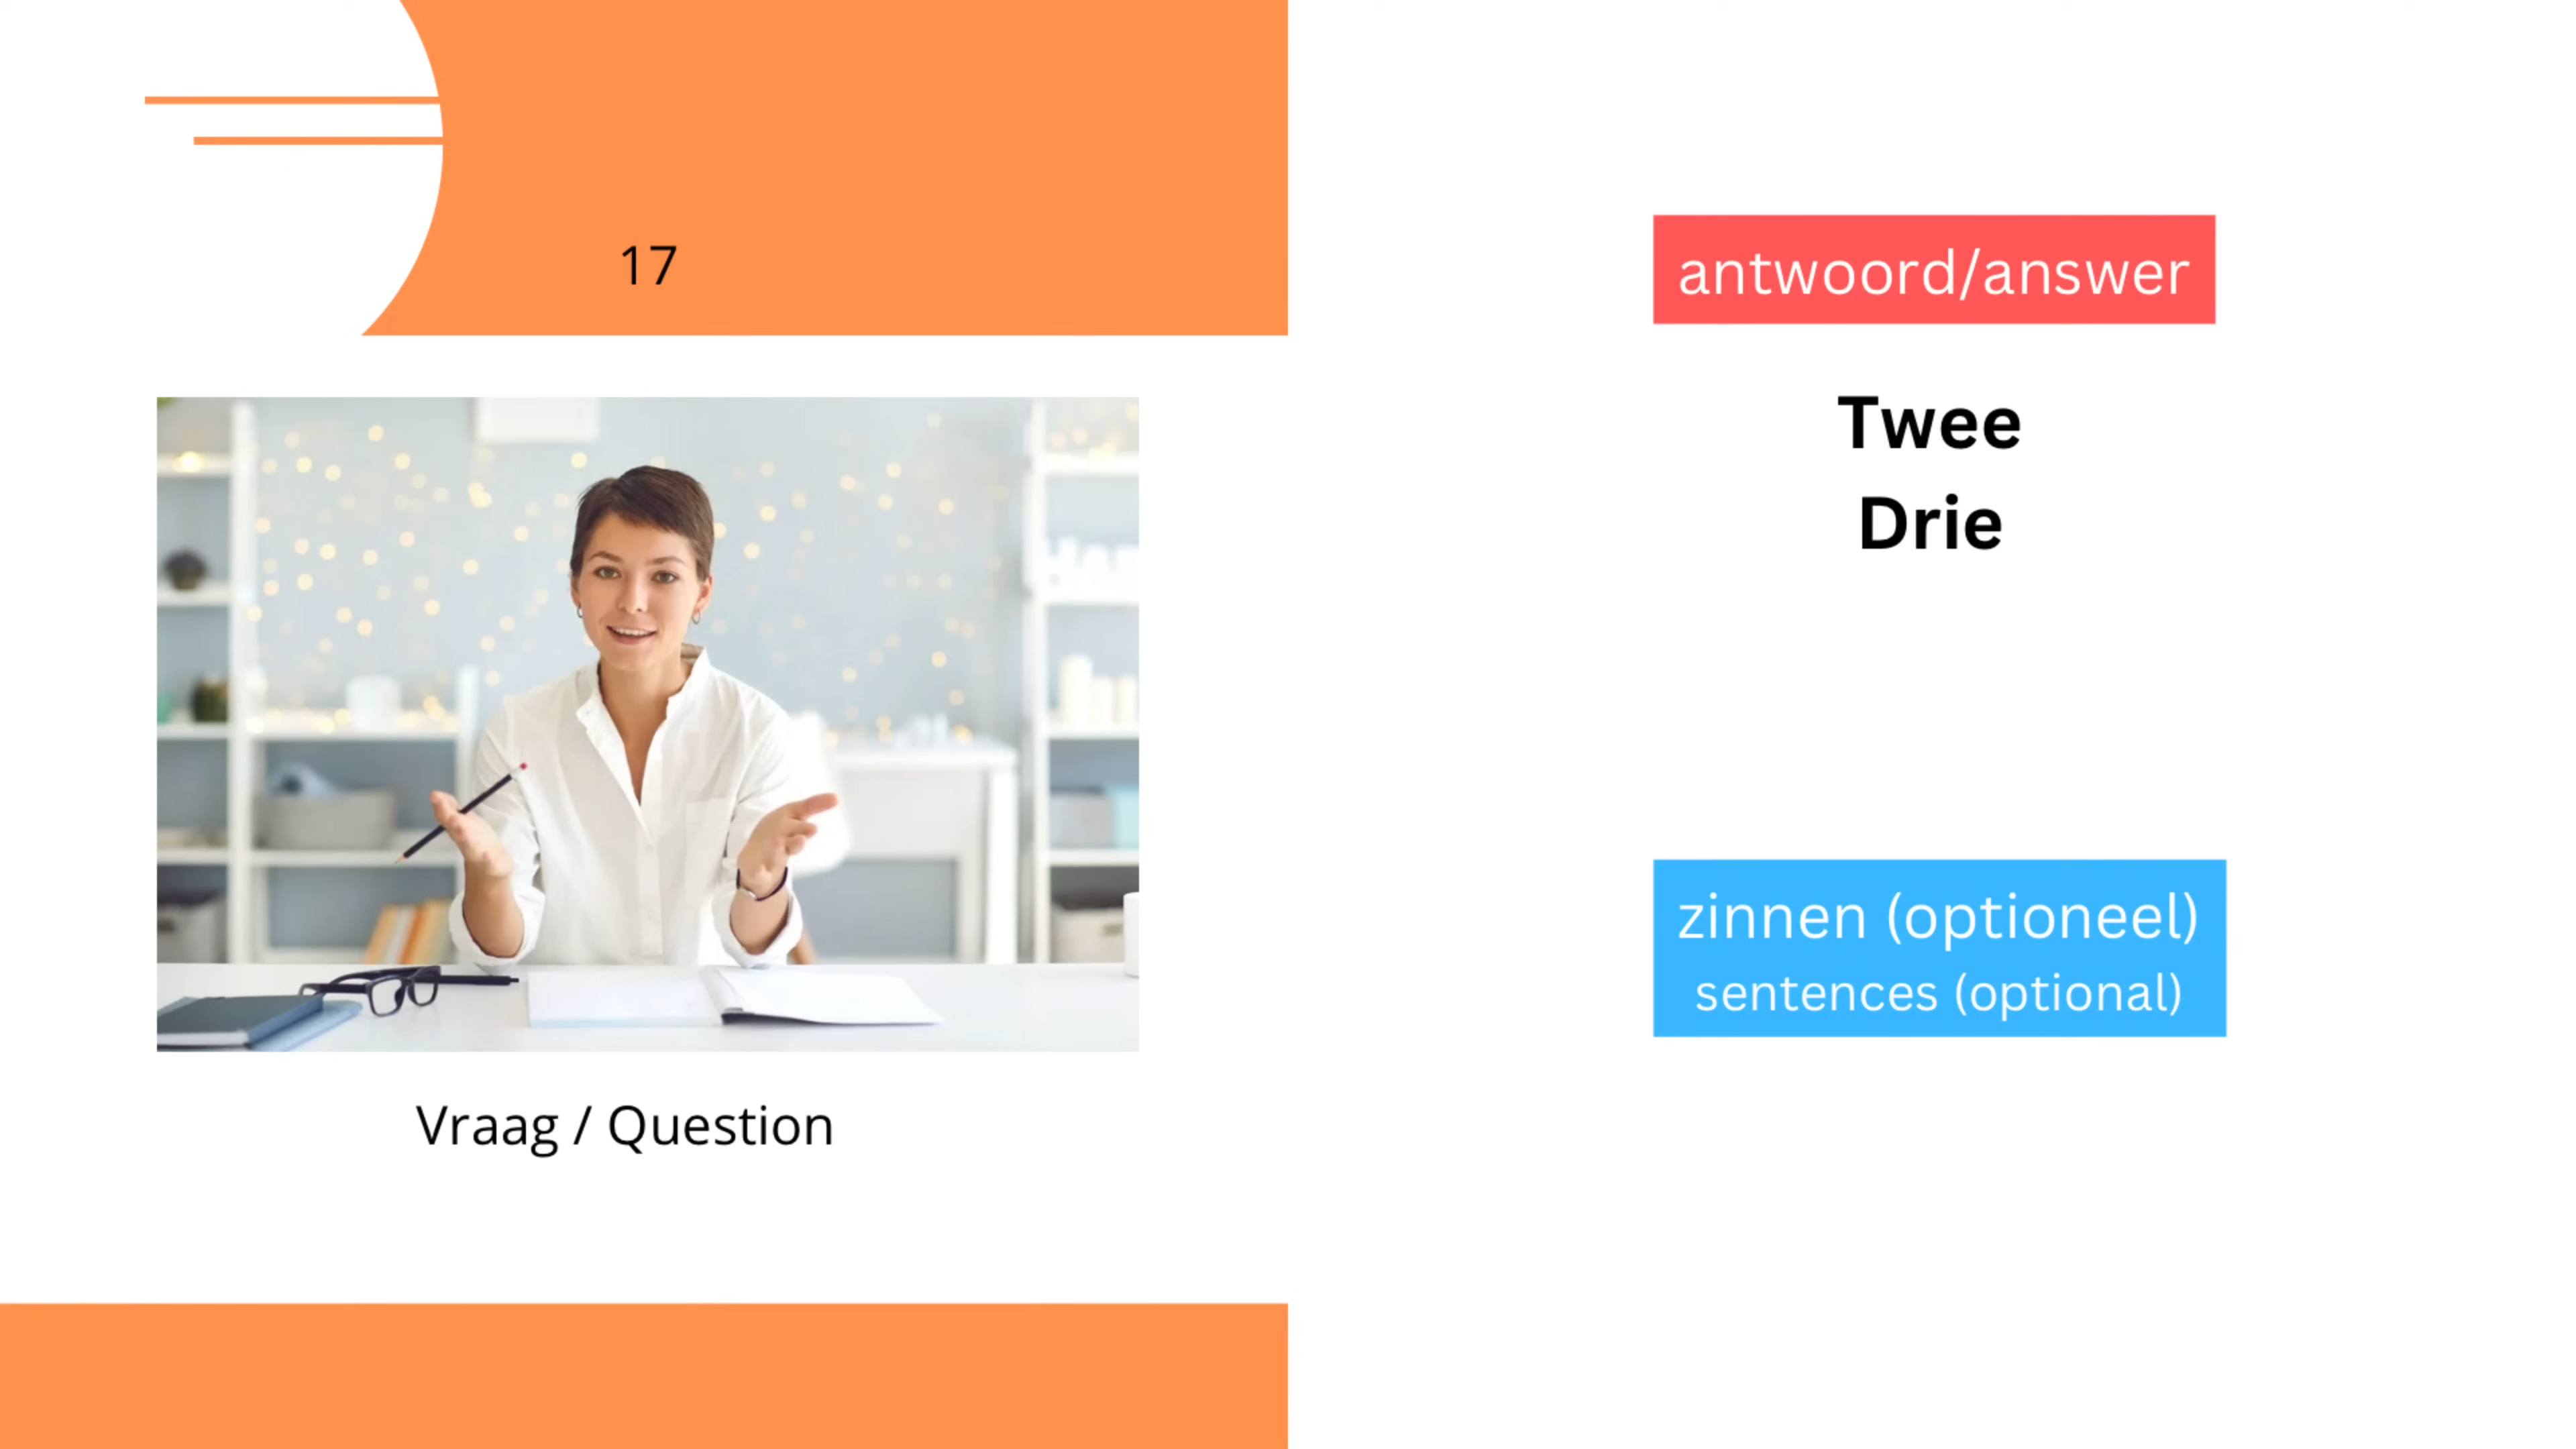 17
Vraag / Question
antwoord/answer
Twee
Drie
zinnen (optioneel)
sentences (optional)